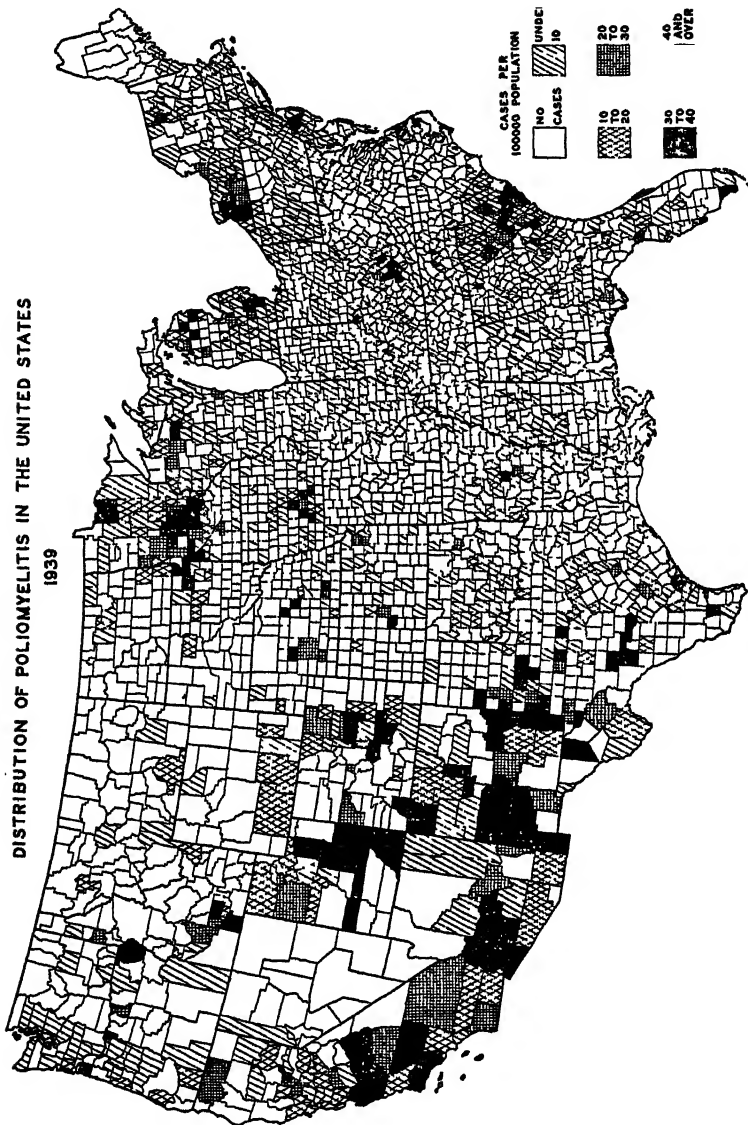 DISTRIBUTION OF POLIOMYELITIS IN THE UNITED STATES
1939
CASES PER
100000 POPULATION
NO
CASES
UNDE
10
10
TO
20
20
TO
30
30
TO
40
40
AND
OVER